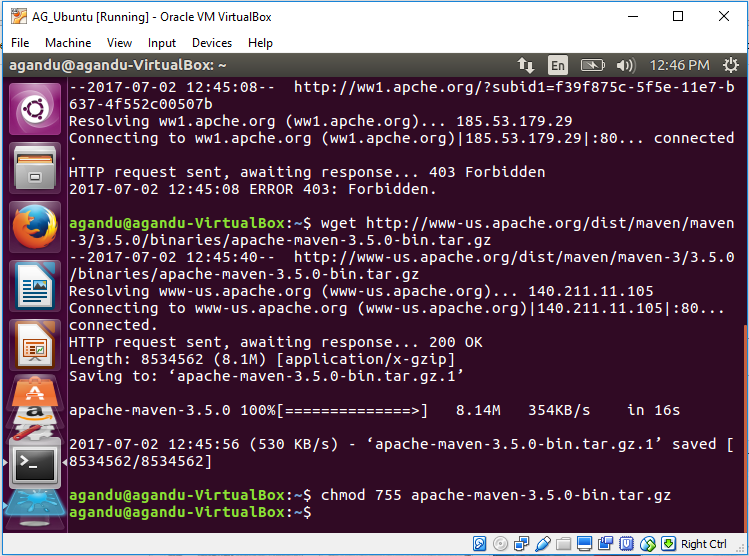 AG_Ubuntu [Running] - Oracle VM VirtualBox
File Machine View Input Devices Help
agandu@agandu-VirtualBox: ~ En 12:46 PM
--2017-07-02 12:45:08--  http://ww1.apche.org/?subid1=f39f875c-5f5e-11e7-b
637-4f552c00507b
Resolving ww1.apche.org (ww1.apche.org)... 185.53.179.29
Connecting to ww1.apche.org (ww1.apche.org)|185.53.179.29|:80... connected
.
HTTP request sent, awaiting response... 403 Forbidden
2017-07-02 12:45:08 ERROR 403: Forbidden.
agandu@agandu-VirtualBox:~$ wget http://www-us.apache.org/dist/maven/maven
-3/3.5.0/binaries/apache-maven-3.5.0-bin.tar.gz
--2017-07-02 12:45:40--  http://www-us.apache.org/dist/maven/maven-3/3.5.0
/binaries/apache-maven-3.5.0-bin.tar.gz
Resolving www-us.apache.org (www-us.apache.org)... 140.211.11.105
Connecting to www-us.apache.org (www-us.apache.org)|140.211.11.105|:80...
connected.
HTTP request sent, awaiting response... 200 OK
Length: 8534562 (8.1M) [application/x-gzip]
Saving to: ‘apache-maven-3.5.0-bin.tar.gz.1’
apache-maven-3.5.0 100%[==============>]   8.14M   354KB/s    in 16s
2017-07-02 12:45:56 (530 KB/s) - ‘apache-maven-3.5.0-bin.tar.gz.1’ saved [
8534562/8534562]
agandu@agandu-VirtualBox:~$ chmod 755 apache-maven-3.5.0-bin.tar.gz
agandu@agandu-VirtualBox:~$
Right Ctrl